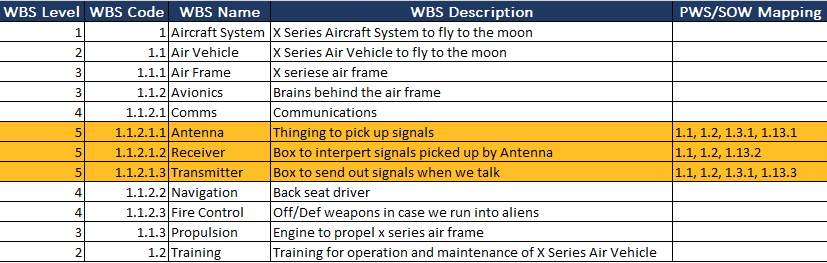 WBS Level WBS Code WBS Name WBS Description PWS/SOW Mapping
1 1 Aircraft System X Series Aircraft System to fly to the moon
2 1.1 Air Vehicle X Series Air Vehicle to fly to the moon
3 1.1.1 Air Frame X seriese air frame
3 1.1.2 Avionics Brains behind the air frame
4 1.1.2.1 Comms Communications
5 1.1.2.1.1 Antenna Thinging to pick up signals 1.1, 1.2, 1.3.1, 1.13.1
5 1.1.2.1.2 Receiver Box to interpert signals picked up by Antenna 1.1, 1.2, 1.13.2
5 1.1.2.1.3 Transmitter Box to send out signals when we talk 1.1, 1.2, 1.3.1, 1.13.3
4 1.1.2.2 Navigation Back seat driver
4 1.1.2.3 Fire Control Off/Def weapons in case we run into aliens
3 1.1.3 Propulsion Engine to propel x series air frame
2 1.2 Training Training for operation and maintenance of X Series Air Vehicle